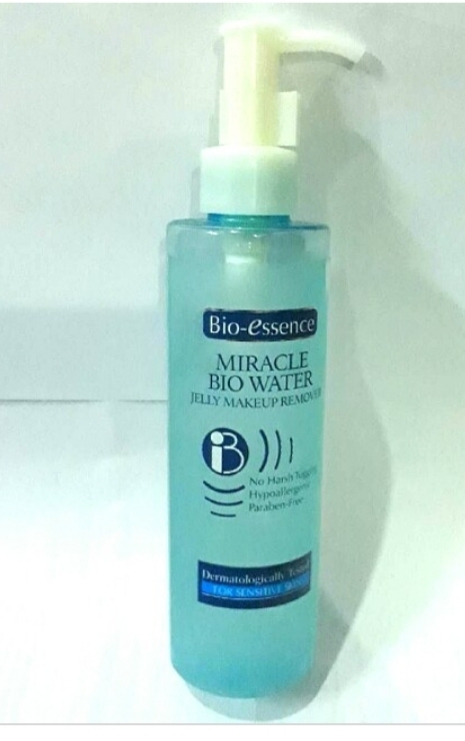 Bio-essence
MIRACLE
BIO WATER
JELLY MAKEUP REMOVER
B
No Harsh Tugging
Hypoallergenic
Paraben-Free
Dermatologically Tested
FOR SENSITIVE SKIN